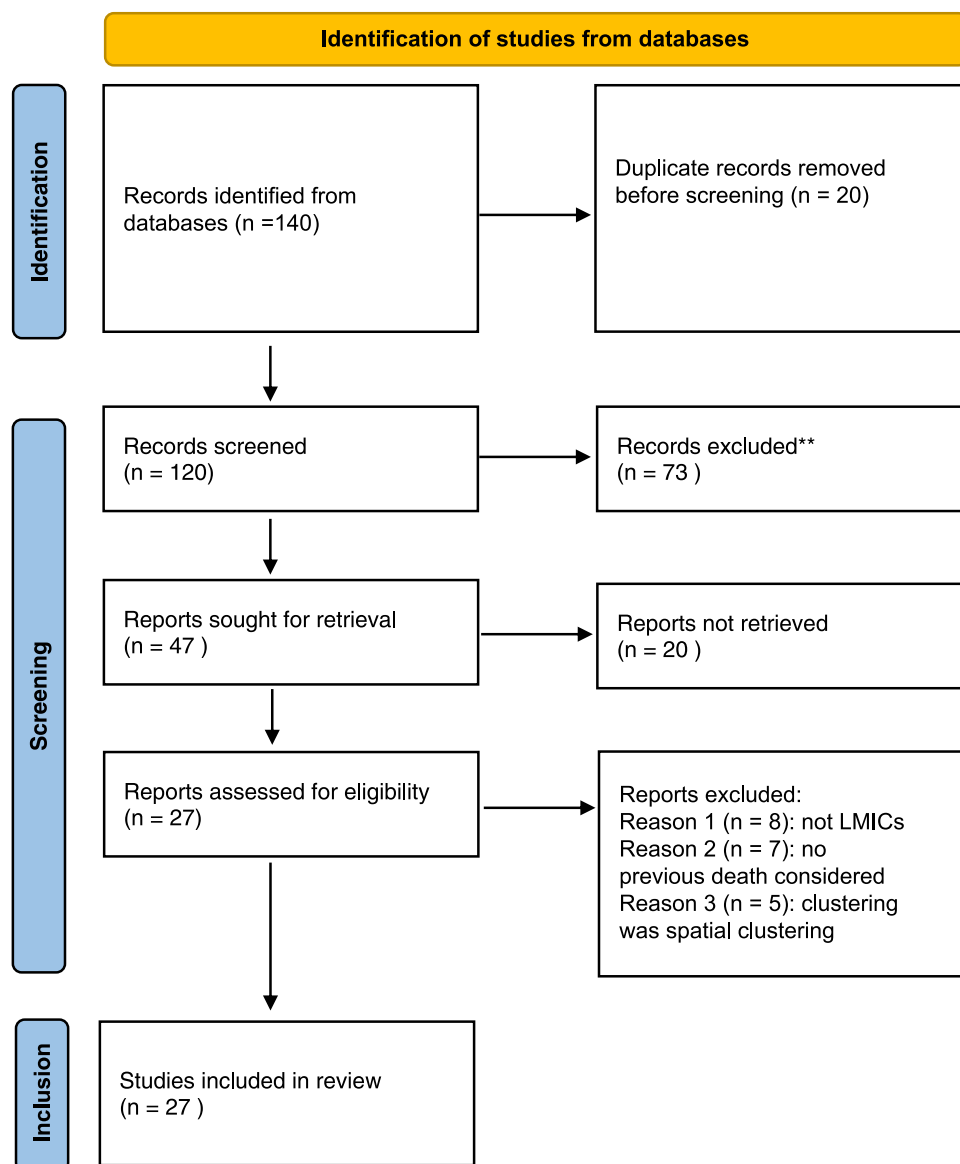 Identification of studies from databases
Identification
Records identified from
databases (n =140)
Duplicate records removed
before screening (n = 20)
Screening
Records screened
(n = 120)
Records excluded**
(n = 73 )
Reports sought for retrieval
(n = 47 )
Reports not retrieved
(n = 20 )
Reports assessed for eligibility
(n = 27)
Reports excluded:
Reason 1 (n = 8): not LMICs
Reason 2 (n = 7): no
previous death considered
Reason 3 (n = 5): clustering
was spatial clustering
Inclusion
Studies included in review
(n = 27 )